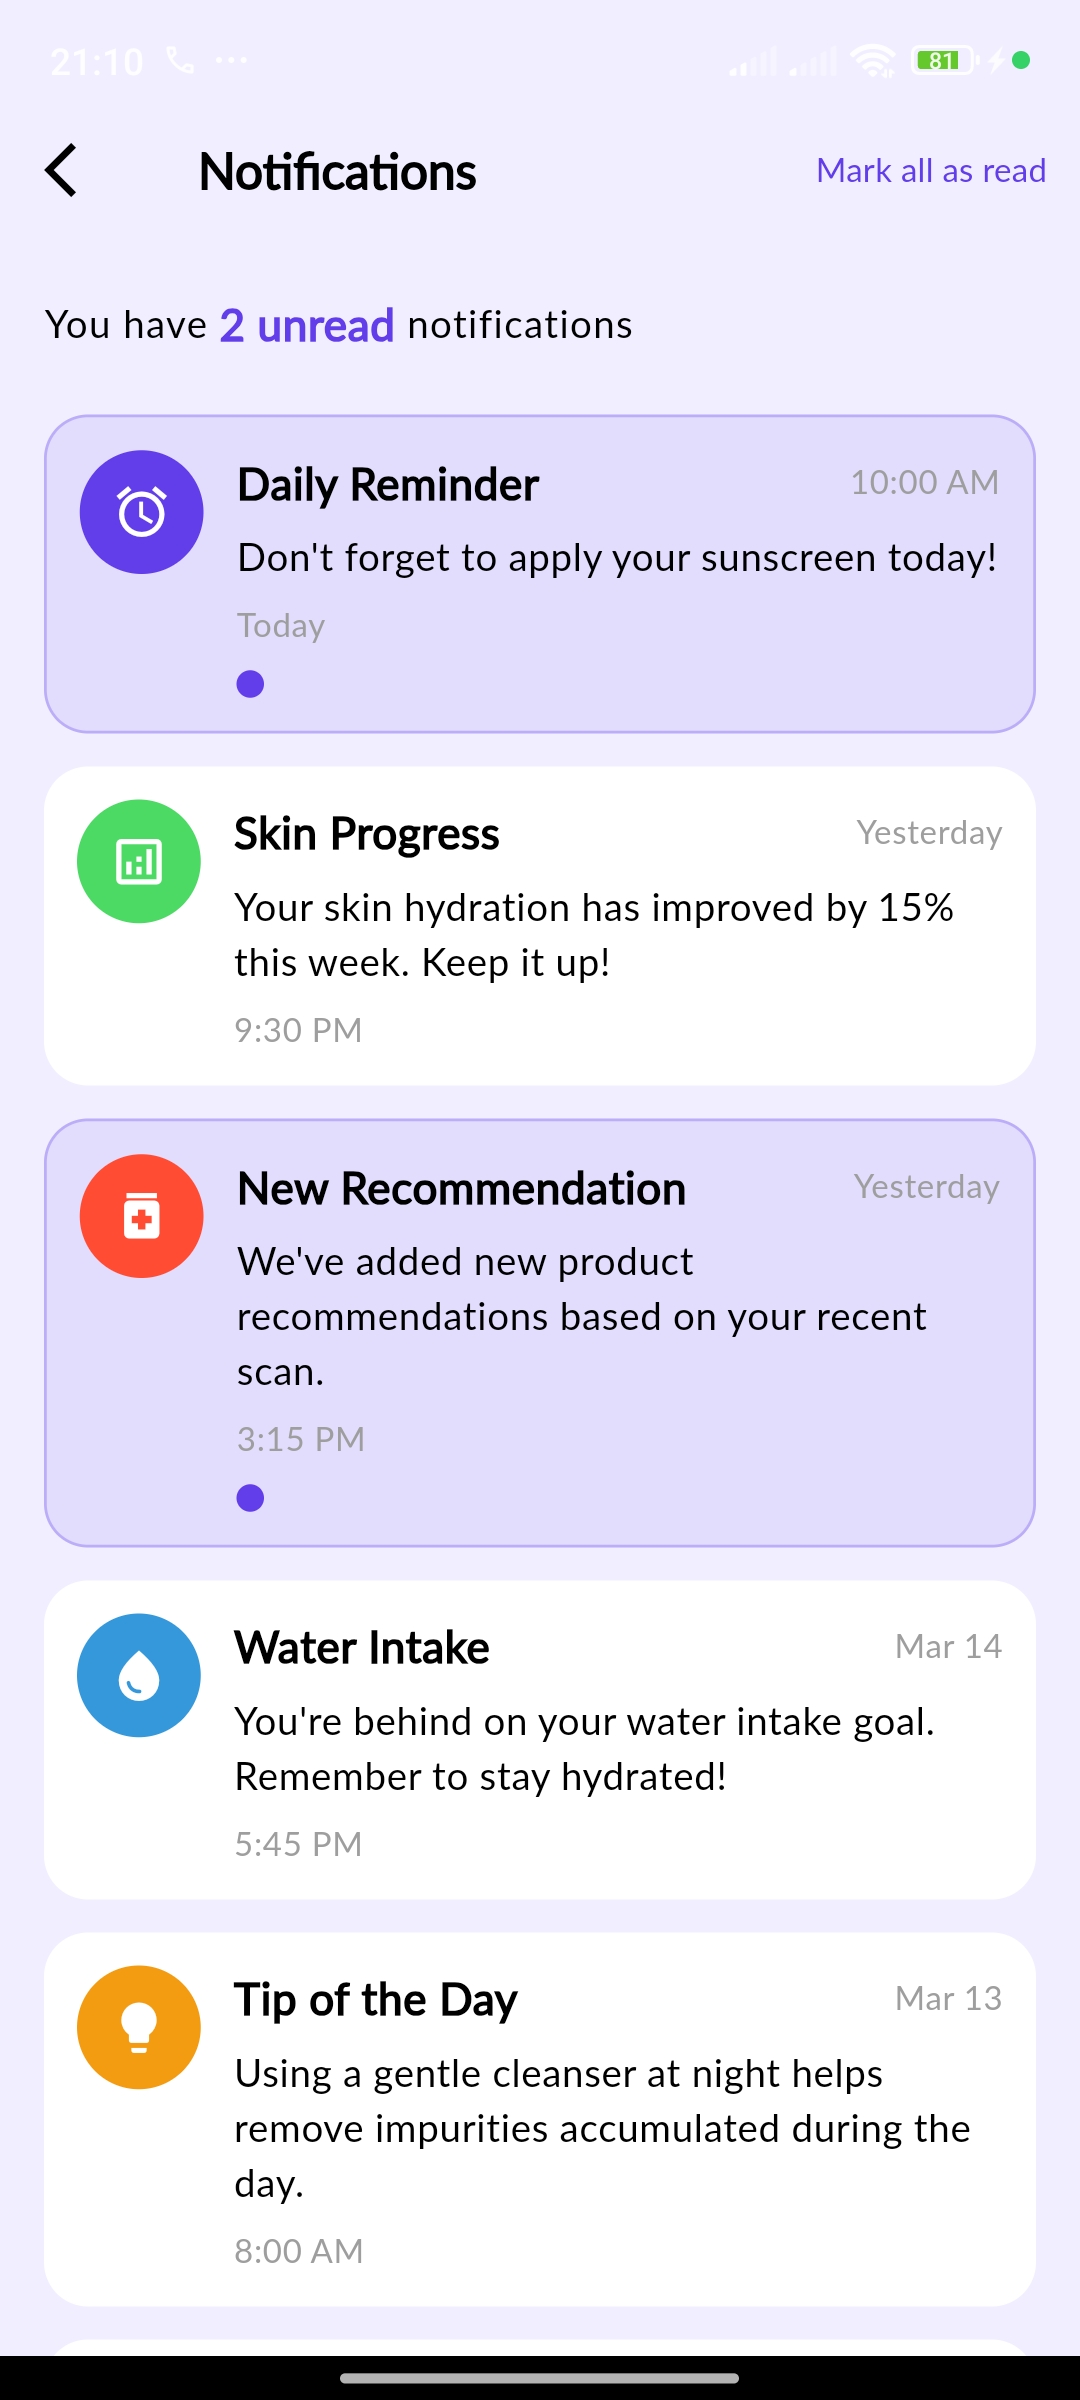 21:10
81
Notifications
Mark all as read
You have 2 unread notifications
Daily Reminder
10:00 AM
Don't forget to apply your sunscreen today!
Today
Skin Progress
Yesterday
Your skin hydration has improved by 15%
this week. Keep it up!
9:30 PM
New Recommendation
Yesterday
We've added new product
recommendations based on your recent
scan.
3:15 PM
Water Intake
Mar 14
You're behind on your water intake goal.
Remember to stay hydrated!
5:45 PM
Tip of the Day
Mar 13
Using a gentle cleanser at night helps
remove impurities accumulated during the
day.
8:00 AM